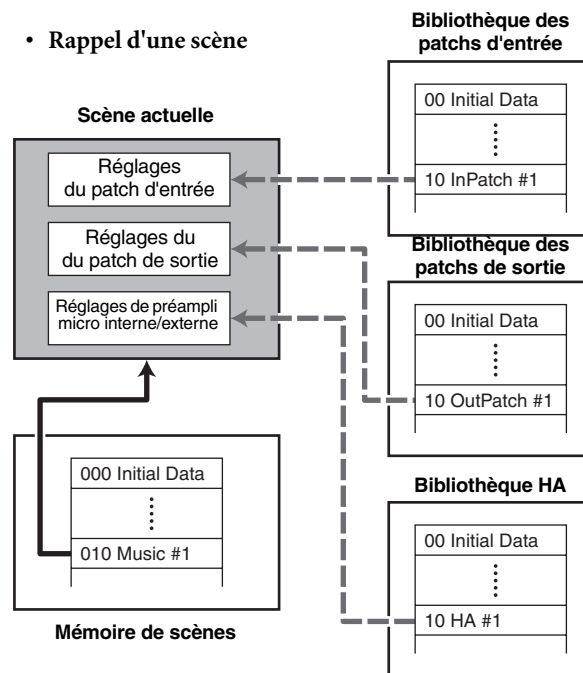 • Rappel d'une scène
Scène actuelle
Réglages
du patch d'entrée
Réglages du
du patch de sortie
Réglages de préampli
micro interne/externe
000 Initial Data
010 Music #1
Mémoire de scènes
Bibliothèque des
patchs d'entrée
00 Initial Data
10 InPatch #1
Bibliothèque des
patchs de sortie
00 Initial Data
10 OutPatch #1
Bibliothèque HA
00 Initial Data
10 HA #1